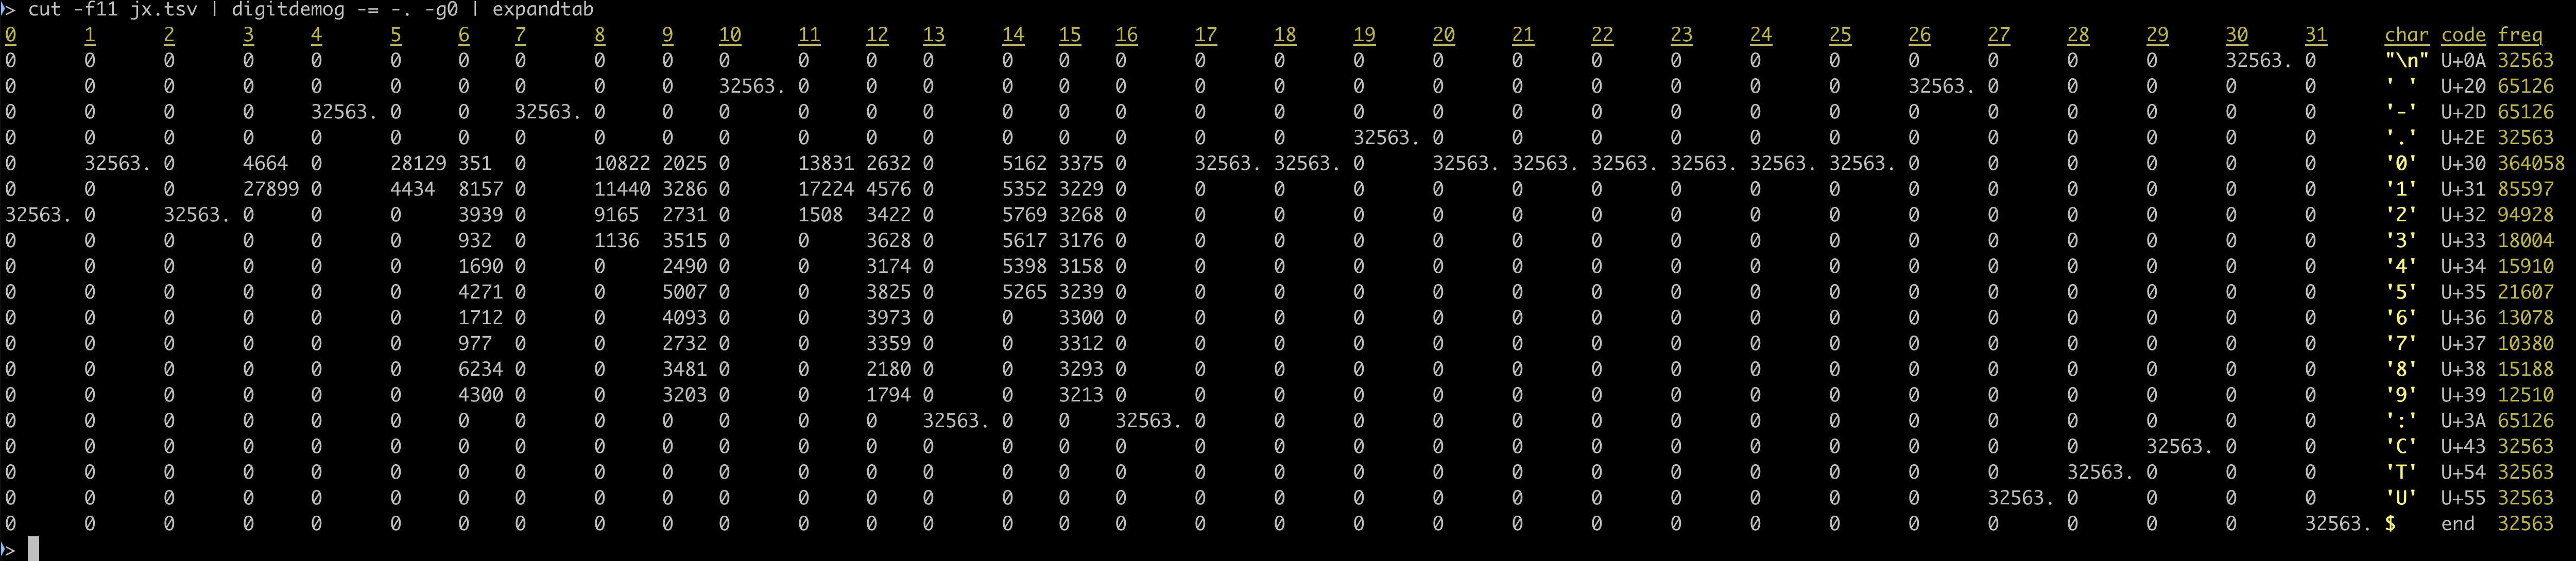 > cut -f11 jx.tsv | digitdemog -= -. -g0 | expandtab
0 1 2 3 4 5 6 7 8 9 10 11 12 13 14 15 16 17 18 19 20 21 22 23 24 25 26 27 28 29 30 31 char code freq
0 0 0 0 0 0 0 0 0 0 0 0 0 0 0 0 0 0 0 0 0 0 0 0 0 0 0 0 0 0 32563. 0 "\n" U+0A 32563
0 0 0 0 0 0 0 0 0 0 32563. 0 0 0 0 0 0 0 0 0 0 0 0 0 0 0 32563. 0 0 0 0 0 ' ' U+20 65126
0 0 0 0 32563. 0 0 32563. 0 0 0 0 0 0 0 0 0 0 0 0 0 0 0 0 0 0 0 0 0 0 0 0 '-' U+2D 65126
0 0 0 0 0 0 0 0 0 0 0 0 0 0 0 0 0 0 0 32563. 0 0 0 0 0 0 0 0 0 0 0 0 '.' U+2E 32563
0 32563. 0 4664 0 28129 351 0 10822 2025 0 13831 2632 0 5162 3375 0 32563. 32563. 0 32563. 32563. 32563. 32563. 32563. 32563. 0 0 0 0 0 0 '0' U+30 364058
0 0 0 27899 0 4434 8157 0 11440 3286 0 17224 4576 0 5352 3229 0 0 0 0 0 0 0 0 0 0 0 0 0 0 0 0 '1' U+31 85597
32563. 0 32563. 0 0 0 3939 0 9165 2731 0 1508 3422 0 5769 3268 0 0 0 0 0 0 0 0 0 0 0 0 0 0 0 0 '2' U+32 94928
0 0 0 0 0 0 932 0 1136 3515 0 0 3628 0 5617 3176 0 0 0 0 0 0 0 0 0 0 0 0 0 0 0 0 '3' U+33 18004
0 0 0 0 0 0 1690 0 0 2490 0 0 3174 0 5398 3158 0 0 0 0 0 0 0 0 0 0 0 0 0 0 0 0 '4' U+34 15910
0 0 0 0 0 0 4271 0 0 5007 0 0 3825 0 5265 3239 0 0 0 0 0 0 0 0 0 0 0 0 0 0 0 0 '5' U+35 21607
0 0 0 0 0 0 1712 0 0 4093 0 0 3973 0 0 3300 0 0 0 0 0 0 0 0 0 0 0 0 0 0 0 0 '6' U+36 13078
0 0 0 0 0 0 977 0 0 2732 0 0 3359 0 0 3312 0 0 0 0 0 0 0 0 0 0 0 0 0 0 0 0 '7' U+37 10380
0 0 0 0 0 0 6234 0 0 3481 0 0 2180 0 0 3293 0 0 0 0 0 0 0 0 0 0 0 0 0 0 0 0 '8' U+38 15188
0 0 0 0 0 0 4300 0 0 3203 0 0 1794 0 0 3213 0 0 0 0 0 0 0 0 0 0 0 0 0 0 0 0 '9' U+39 12510
0 0 0 0 0 0 0 0 0 0 0 0 0 32563. 0 0 32563. 0 0 0 0 0 0 0 0 0 0 0 0 0 0 0 ':' U+3A 65126
0 0 0 0 0 0 0 0 0 0 0 0 0 0 0 0 0 0 0 0 0 0 0 0 0 0 0 0 0 32563. 0 0 'C' U+43 32563
0 0 0 0 0 0 0 0 0 0 0 0 0 0 0 0 0 0 0 0 0 0 0 0 0 0 0 0 32563. 0 0 0 'T' U+54 32563
0 0 0 0 0 0 0 0 0 0 0 0 0 0 0 0 0 0 0 0 0 0 0 0 0 0 0 32563. 0 0 0 0 'U' U+55 32563
0 0 0 0 0 0 0 0 0 0 0 0 0 0 0 0 0 0 0 0 0 0 0 0 0 0 0 0 0 0 0 32563. $ end 32563
>